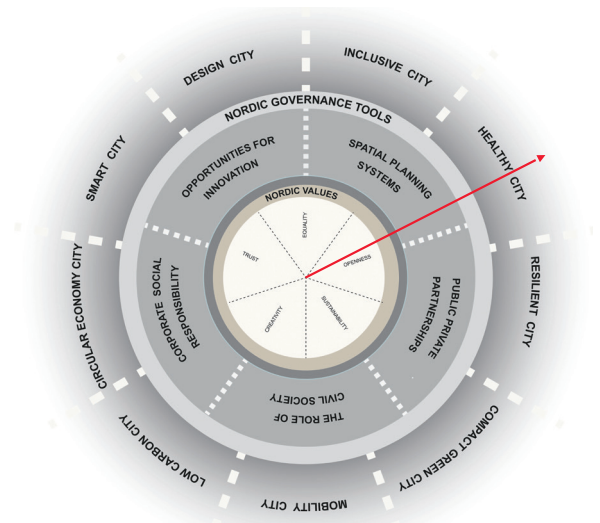 DESIGN CITY
INCLUSIVE CITY
HEALTHY CITY
RESILIENT CITY
COMPACT GREEN CITY
MOBILITY CITY
LOW CARBON CITY
CIRCULAR ECONOMY CITY
SMART CITY
NORDIC GOVERNANCE TOOLS
OPPORTUNITIES FOR
INNOVATION
SPATIAL PLANNING
SYSTEMS
PUBLIC PRIVATE
PARTNERSHIPS
THE ROLE OF
CIVIL SOCIETY
CORPORATE SOCIAL
RESPONSIBILITY
NORDIC VALUES
EQUALITY
OPENNESS
SUSTAINABILITY
CREATIVITY
TRUST